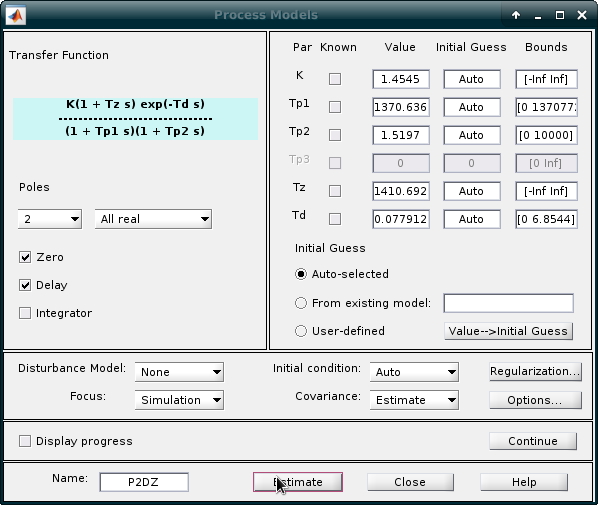 Process Models
Transfer Function
K(1 + Tz s) exp(-Td s)
----------------------------
(1 + Tp1 s)(1 + Tp2 s)
Poles
2 All real
Zero
Delay
Integrator
Par Known Value Initial Guess Bounds
K 1.4545 Auto [-Inf Inf]
Tp1 1370.636 Auto [0 137077
Tp2 1.5197 Auto [0 10000]
Tp3 0 0 [0 Inf]
Tz 1410.692 Auto [-Inf Inf]
Td 0.077912 Auto [0 6.8544]
Initial Guess
Auto-selected
From existing model:
User-defined Value-->Initial Guess
Disturbance Model: None Initial condition: Auto Regularization...
Focus: Simulation Covariance: Estimate Options...
Display progress Continue
Name: P2DZ Estimate Close Help